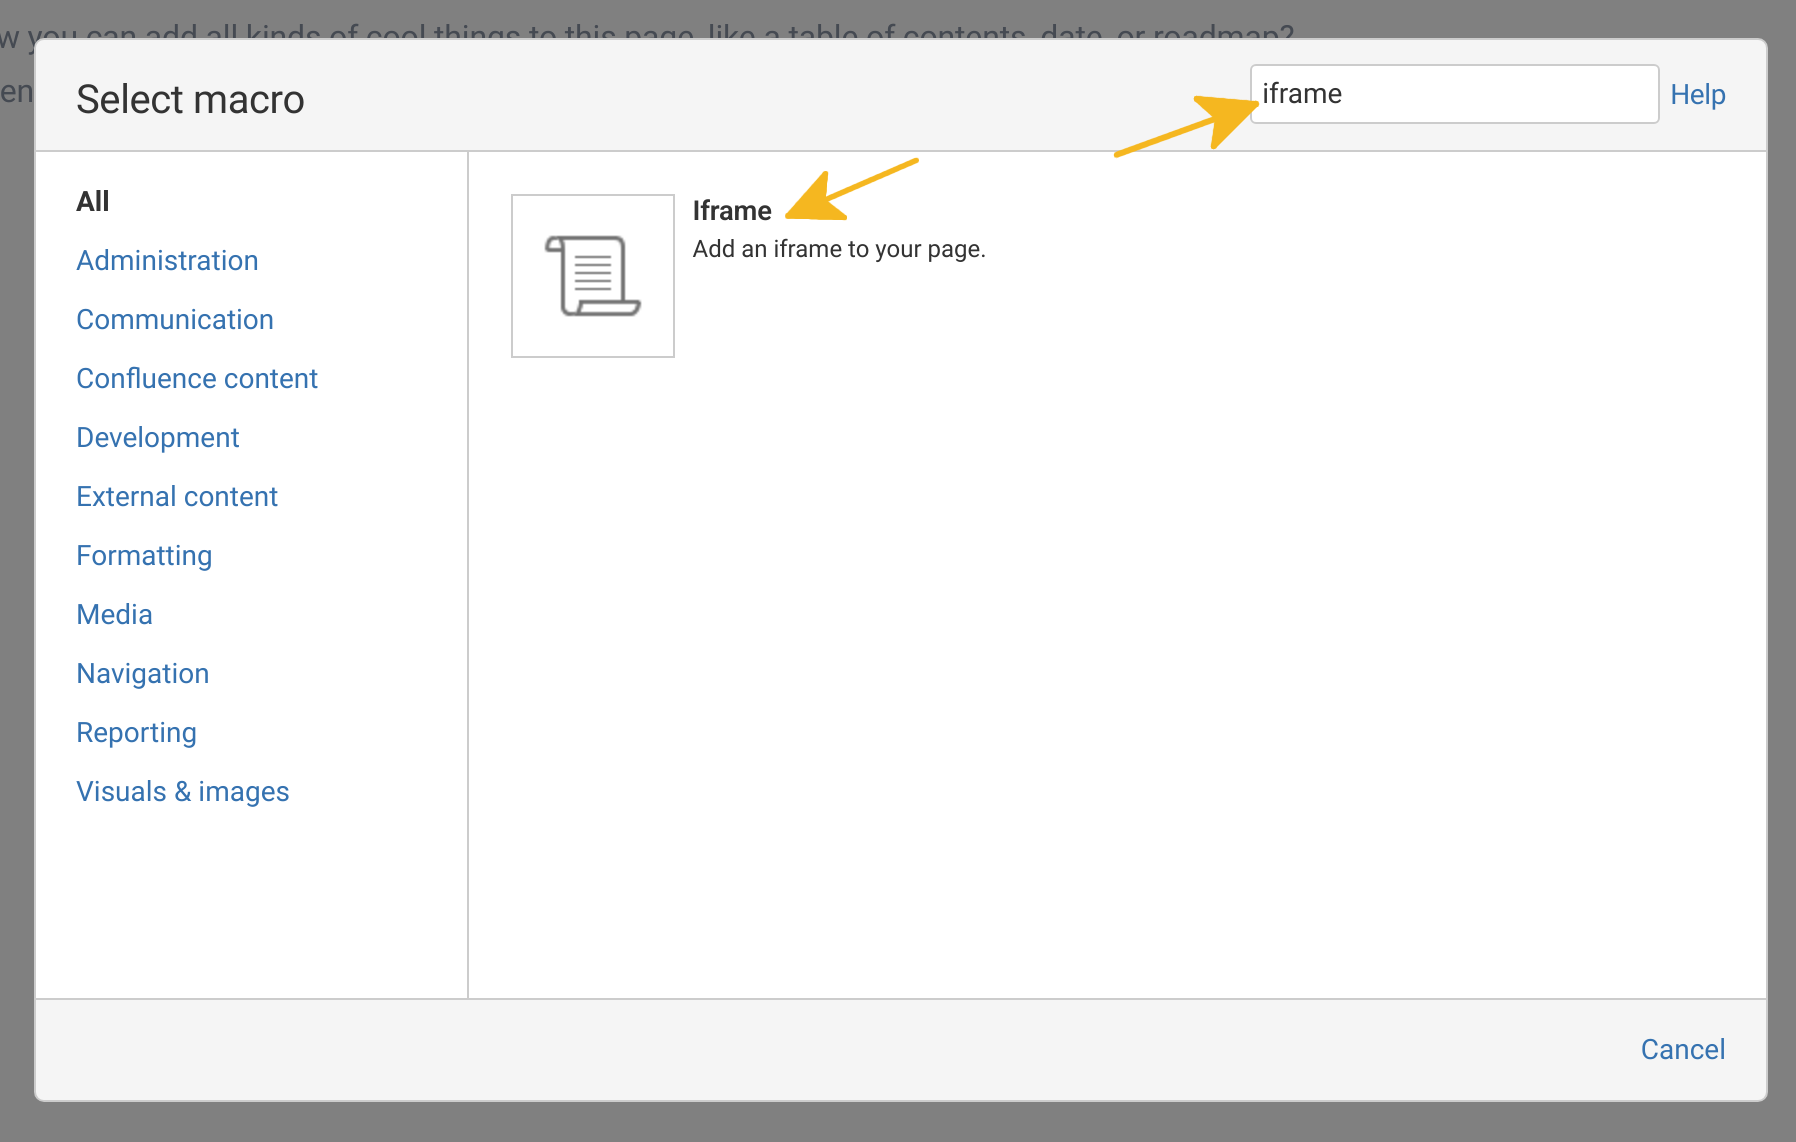 w you can add all kinds of cool things to this page, like a table of contents, date, or roadmap?
en
Select macro
iframe
Help
All
Administration
Communication
Confluence content
Development
External content
Formatting
Media
Navigation
Reporting
Visuals & images
Iframe
Add an iframe to your page.
Cancel